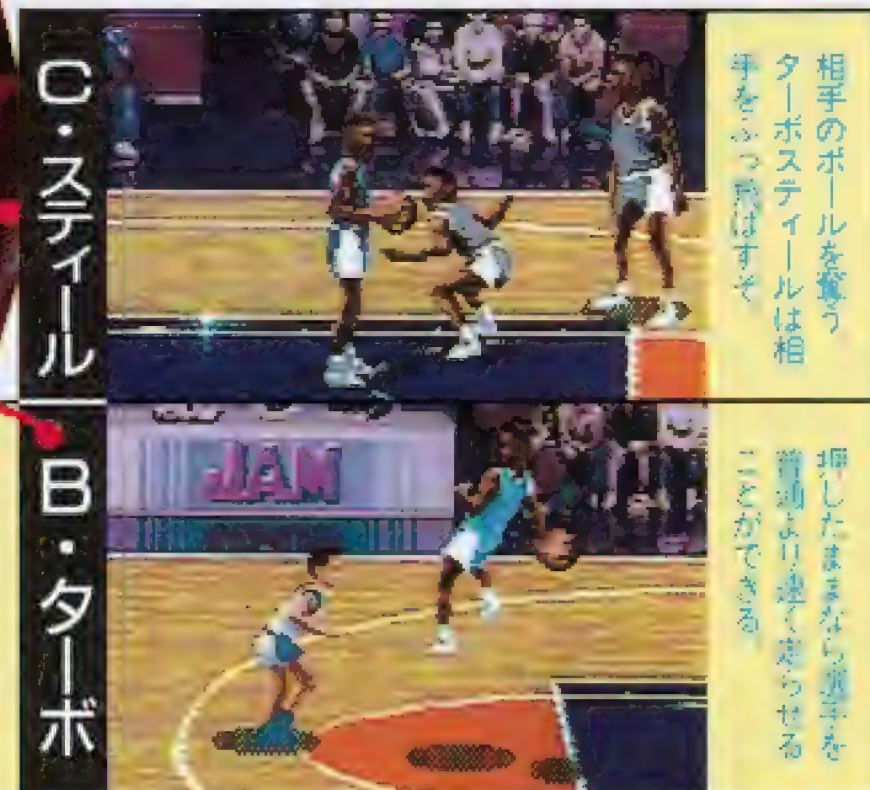 C・スティール
相手のボールを奪う
ターボスティールは相
手をふっ飛ばすぞ
JAM
B・ターボ
押したままなら選手を
普通より速く走らせる
ことができる